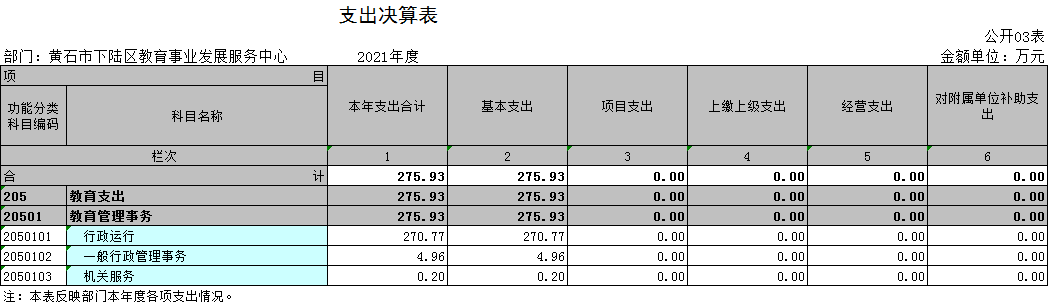 支出决算表
公开03表
部门：黄石市下陆区教育事业发展服务中心 2021年度 金额单位：万元
项 目 本年支出合计 基本支出 项目支出 上缴上级支出 经营支出 对附属单位补助支出
功能分类科目编码 科目名称
栏次 1 2 3 4 5 6
合 计 275.93 275.93 0.00 0.00 0.00 0.00
205 教育支出 275.93 275.93 0.00 0.00 0.00 0.00
20501 教育管理事务 275.93 275.93 0.00 0.00 0.00 0.00
2050101 行政运行 270.77 270.77 0.00 0.00 0.00 0.00
2050102 一般行政管理事务 4.96 4.96 0.00 0.00 0.00 0.00
2050103 机关服务 0.20 0.20 0.00 0.00 0.00 0.00
注：本表反映部门本年度各项支出情况。